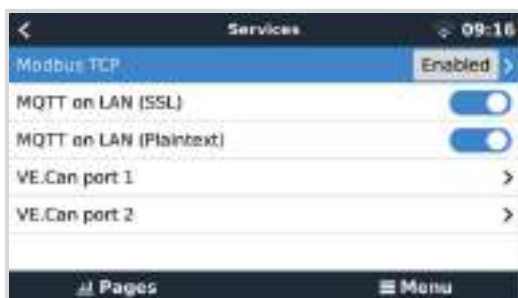 Services 09:16
Modbus TCP Enabled
MQTT on LAN (SSL)
MQTT on LAN (Plaintext)
VE.Can port 1
VE.Can port 2
Pages Menu